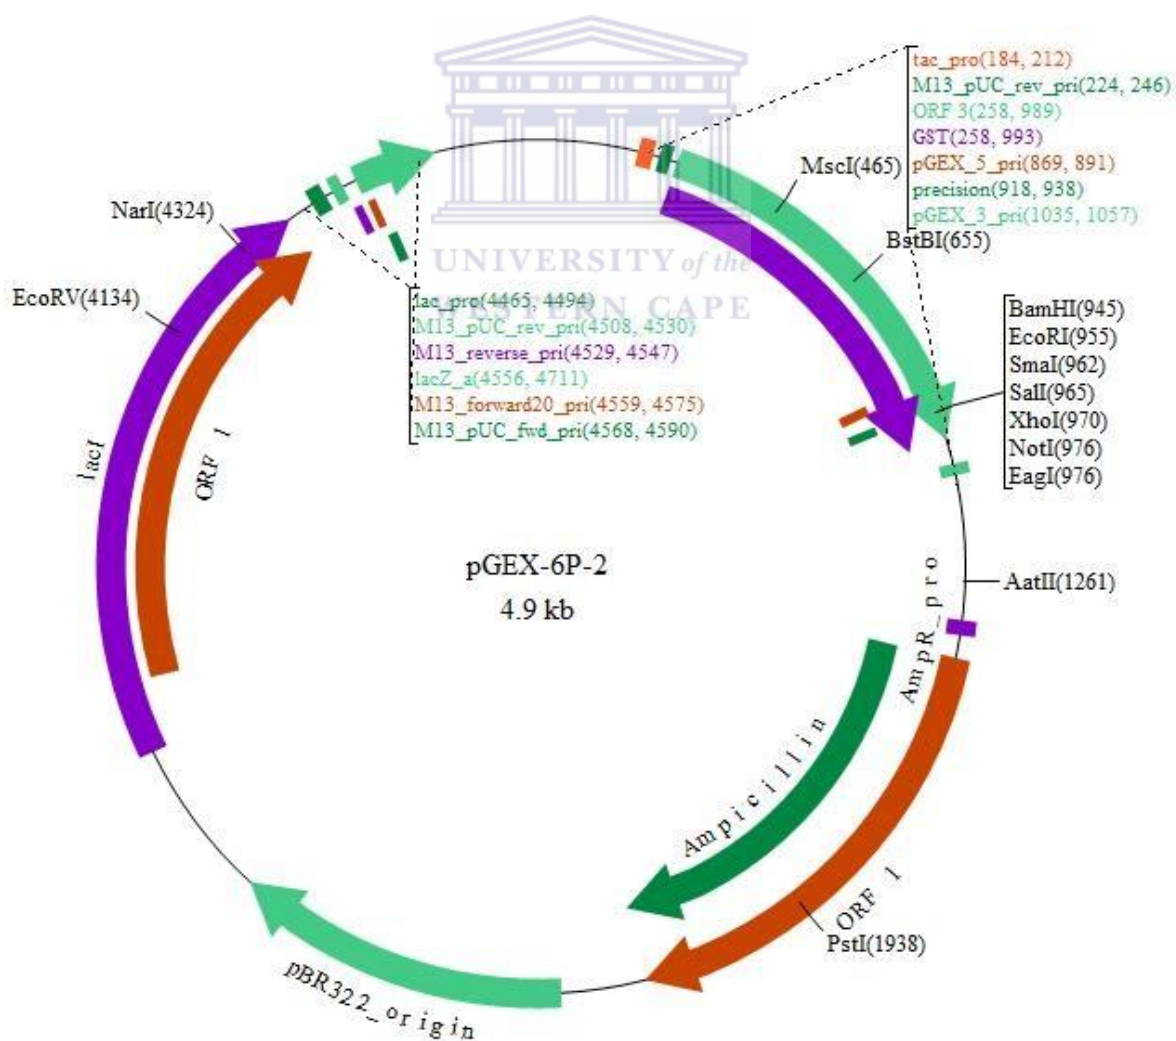 tac_pro(184, 212)
M13_pUC_rev_pri(224, 246)
ORF 3(258, 989)
GST(258, 993)
pGEX_5_pri(869, 891)
precision(918, 938)
pGEX_3_pri(1035, 1057)
MscI(465)
BstBI(655)
NarI(4324)
EcoRV(4134)
UNIVERSITY of the
WESTERN CAPE
lac_pro(4465, 4494)
M13_pUC_rev_pri(4508, 4530)
M13_reverse_pri(4529, 4547)
lacZ_a(4556, 4711)
M13_forward20_pri(4559, 4575)
M13_pUC_fwd_pri(4568, 4590)
BamHI(945)
EcoRI(955)
SmaI(962)
SalI(965)
XhoI(970)
NotI(976)
EagI(976)
lacI
ORF 1
pGEX-6P-2
4.9 kb
AatII(1261)
AmpR_pro
Ampicillin
ORF 1
PstI(1938)
pBR322_origin